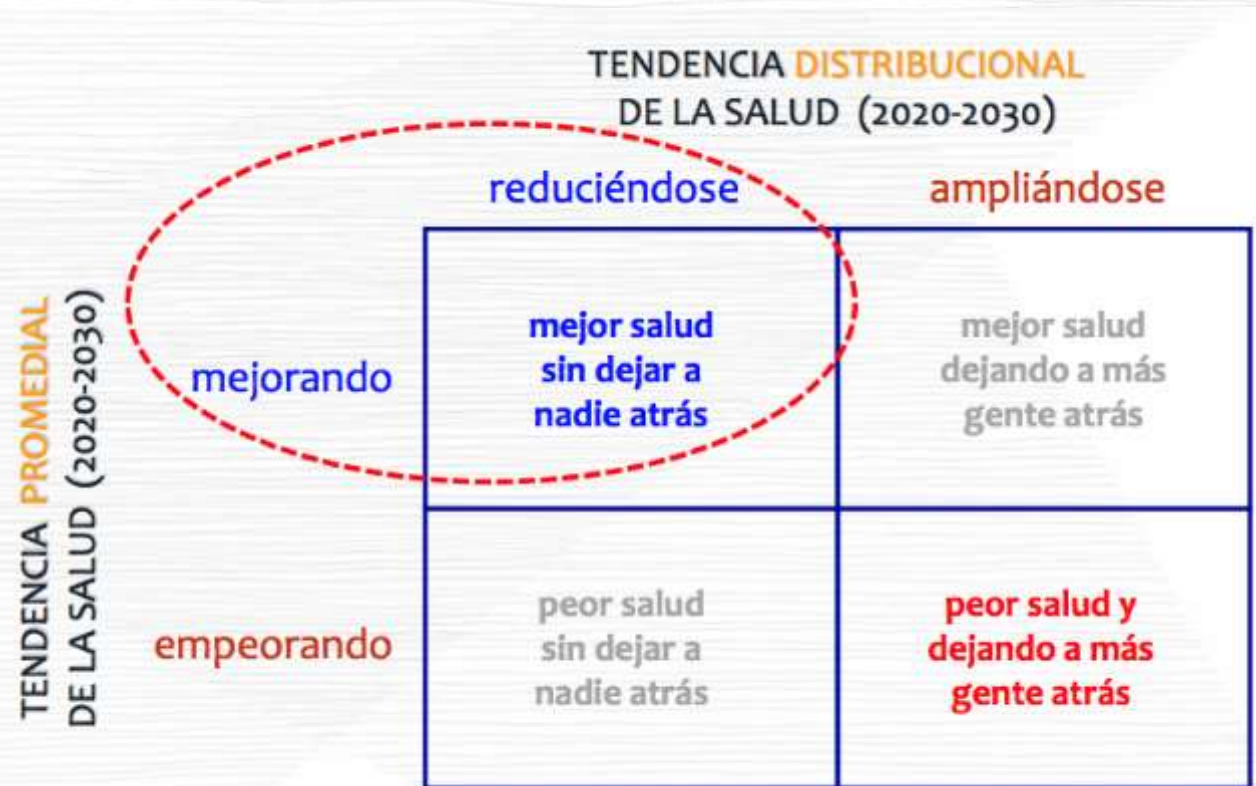 TENDENCIA DISTRIBUCIONAL
DE LA SALUD (2020-2030)
reduciéndose
ampliándose
TENDENCIA PROMEDIAL
DE LA SALUD (2020-2030)
mejorando
mejor salud
sin dejar a
nadie atrás
mejor salud
dejando a más
gente atrás
empeorando
peor salud
sin dejar a
nadie atrás
peor salud y
dejando a más
gente atrás